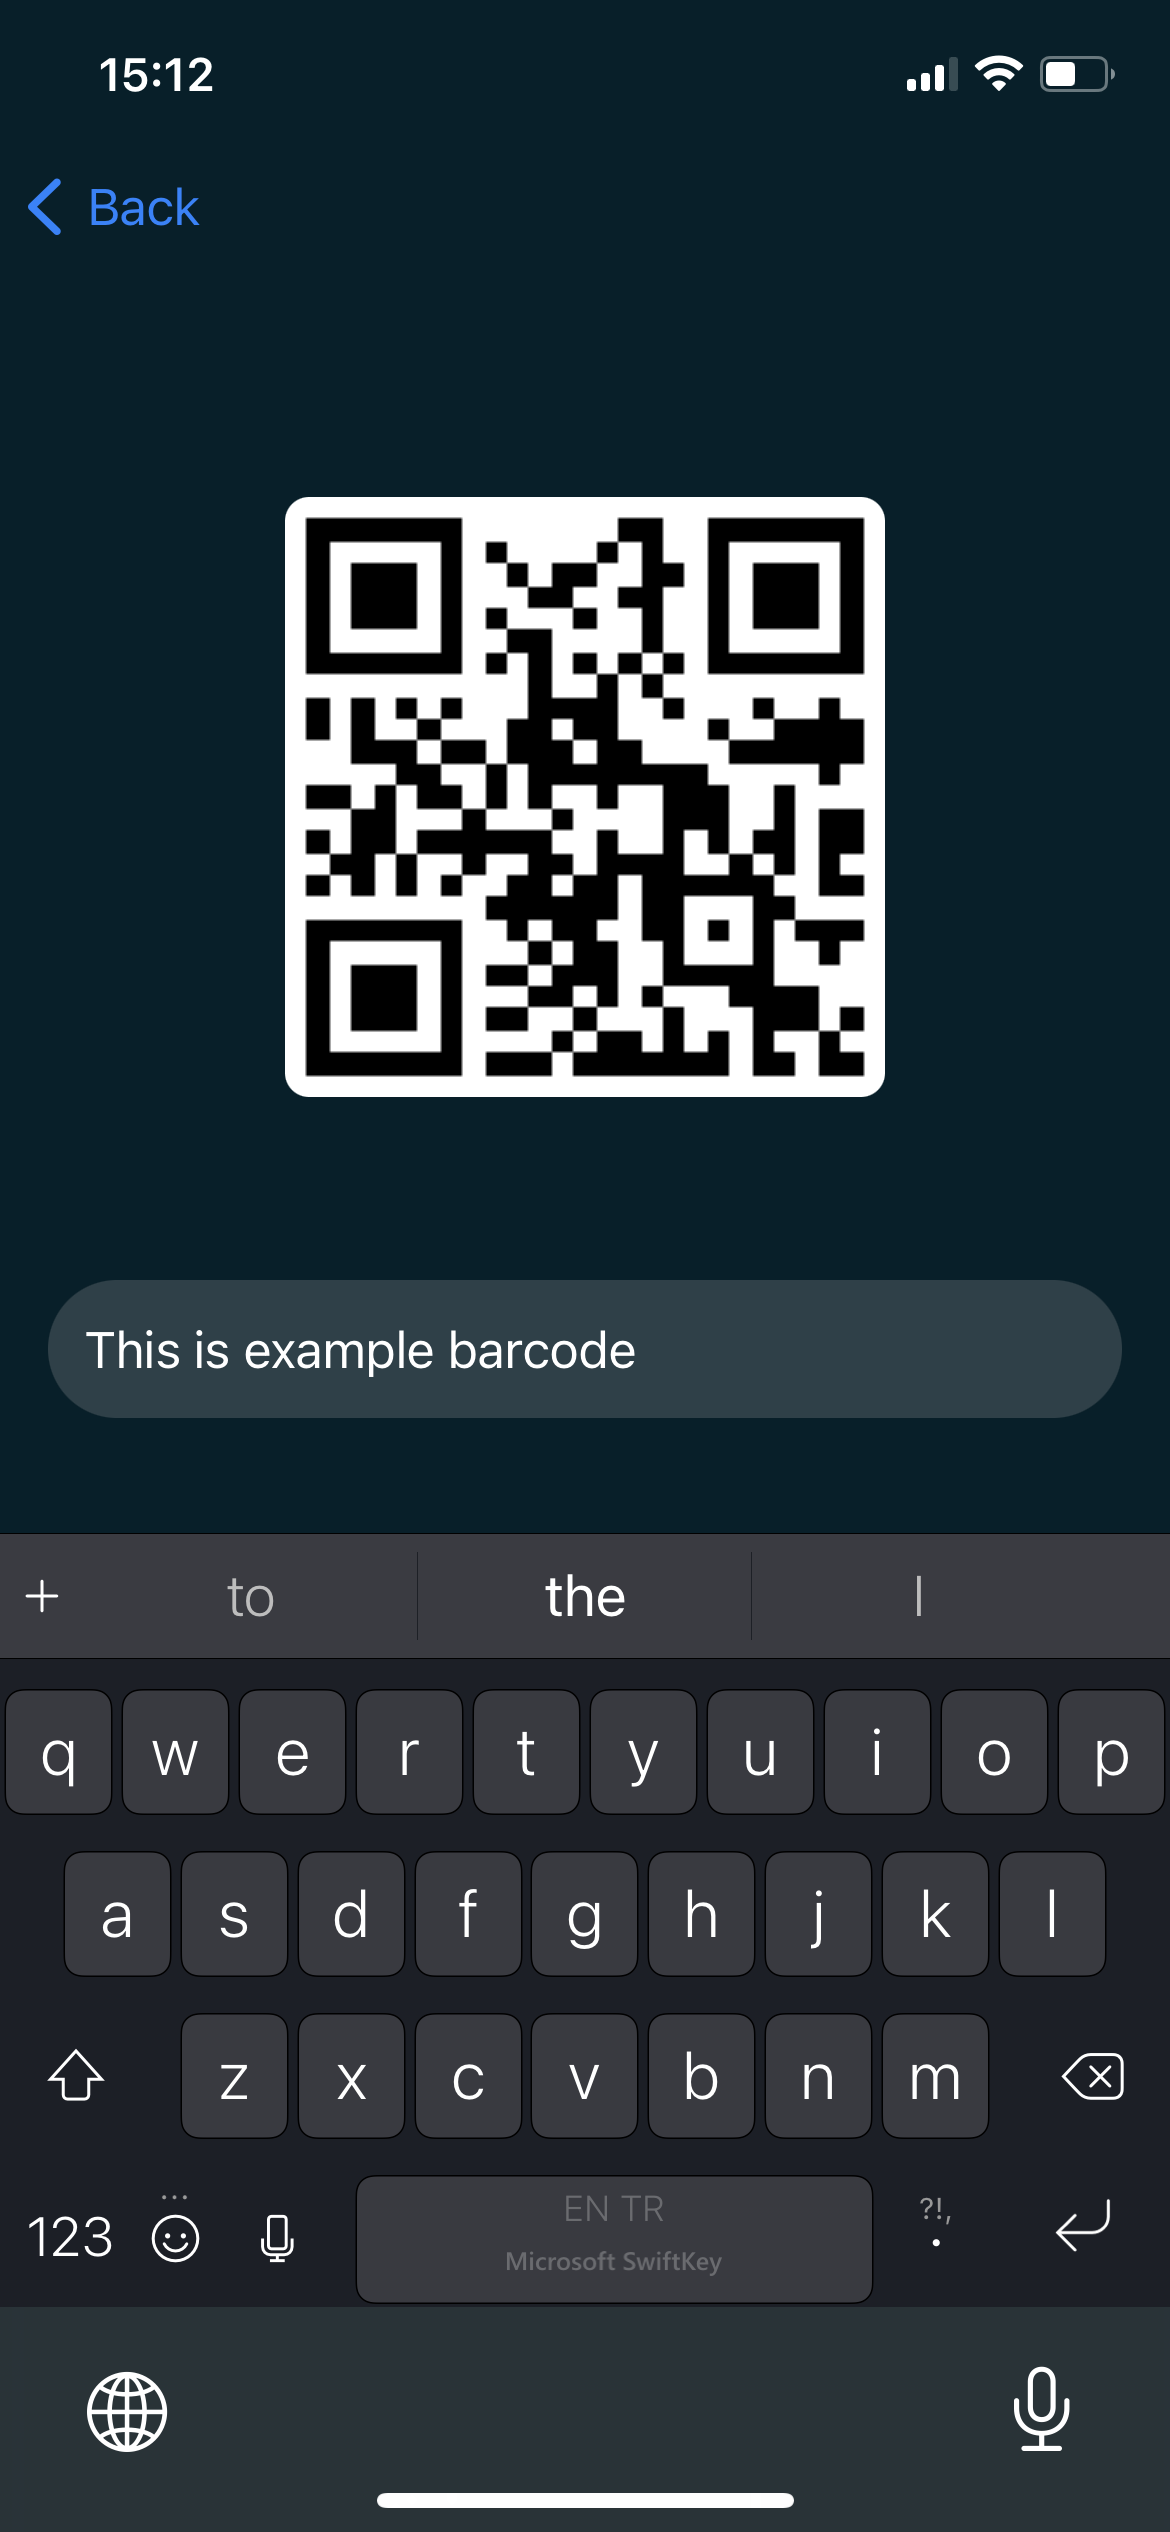 15:12
Back
This is example barcode
to the I
q w e r t y u i o p
a s d f g h j k l
z x c v b n m
123 EN TR ?!,
Microsoft SwiftKey .